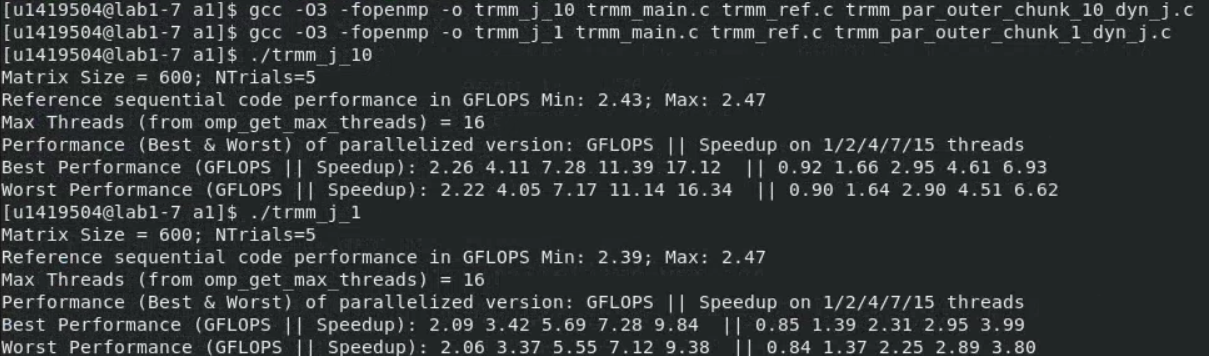 [u1419504@lab1-7 a1]$ gcc -O3 -fopenmp -o trmm_j_10 trmm_main.c trmm_ref.c trmm_par_outer_chunk_10_dyn_j.c
[u1419504@lab1-7 a1]$ gcc -O3 -fopenmp -o trmm_j_1 trmm_main.c trmm_ref.c trmm_par_outer_chunk_1_dyn_j.c
[u1419504@lab1-7 a1]$ ./trmm_j_10
Matrix Size = 600; NTrials=5
Reference sequential code performance in GFLOPS Min: 2.43; Max: 2.47
Max Threads (from omp_get_max_threads) = 16
Performance (Best & Worst) of parallelized version: GFLOPS || Speedup on 1/2/4/7/15 threads
Best Performance (GFLOPS || Speedup): 2.26 4.11 7.28 11.39 17.12  || 0.92 1.66 2.95 4.61 6.93
Worst Performance (GFLOPS || Speedup): 2.22 4.05 7.17 11.14 16.34  || 0.90 1.64 2.90 4.51 6.62
[u1419504@lab1-7 a1]$ ./trmm_j_1
Matrix Size = 600; NTrials=5
Reference sequential code performance in GFLOPS Min: 2.39; Max: 2.47
Max Threads (from omp_get_max_threads) = 16
Performance (Best & Worst) of parallelized version: GFLOPS || Speedup on 1/2/4/7/15 threads
Best Performance (GFLOPS || Speedup): 2.09 3.42 5.69 7.28 9.84  || 0.85 1.39 2.31 2.95 3.99
Worst Performance (GFLOPS || Speedup): 2.06 3.37 5.55 7.12 9.38  || 0.84 1.37 2.25 2.89 3.80